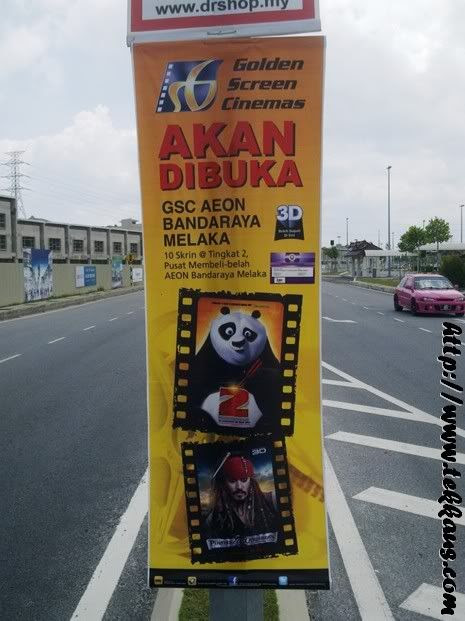 www.drshop.my
Golden
Screen
Cinemas
AKAN
DIBUKA
GSC AEON
BANDARAYA
MELAKA
3D
10 Skrin @ Tingkat 2,
Pusat Membeli-belah
AEON Bandaraya Melaka
2
3D
http://www.tekkaus.com